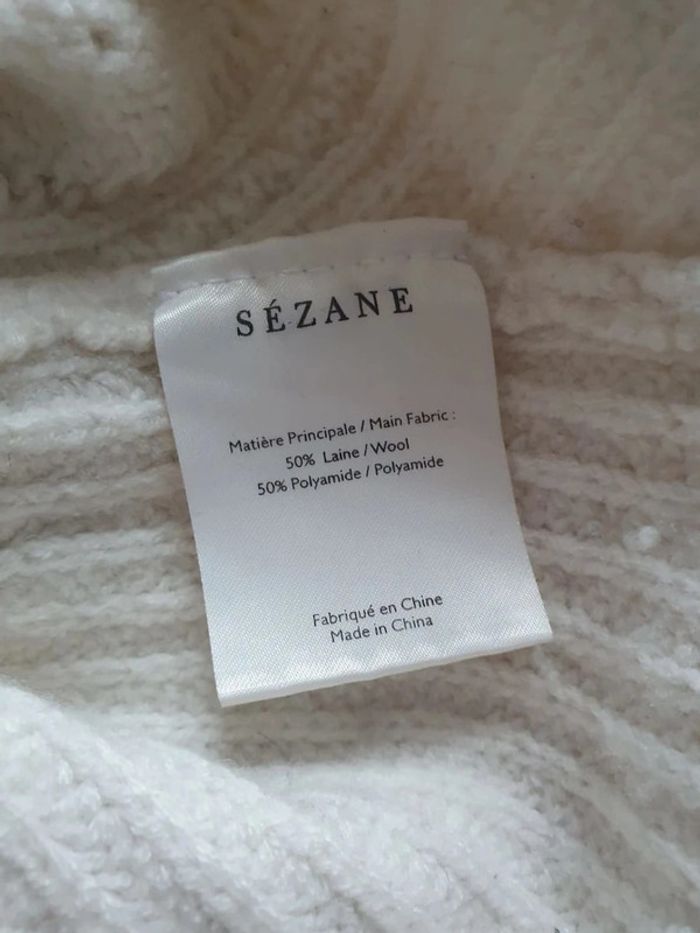 SÉZANE
Matière Principale / Main Fabric :
50% Laine / Wool
50% Polyamide / Polyamide
Fabriqué en Chine
Made in China